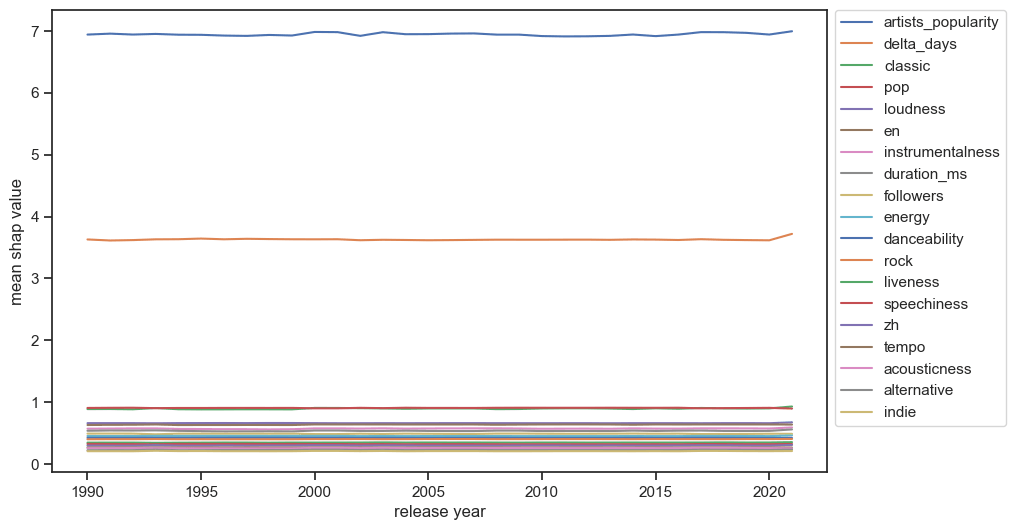 7
6
5
4
3
2
1
0
mean shap value
1990
1995
2000
2005
2010
2015
2020
release year
artists_popularity
delta_days
classic
pop
loudness
en
instrumentalness
duration_ms
followers
energy
danceability
rock
liveness
speechiness
zh
tempo
acousticness
alternative
indie